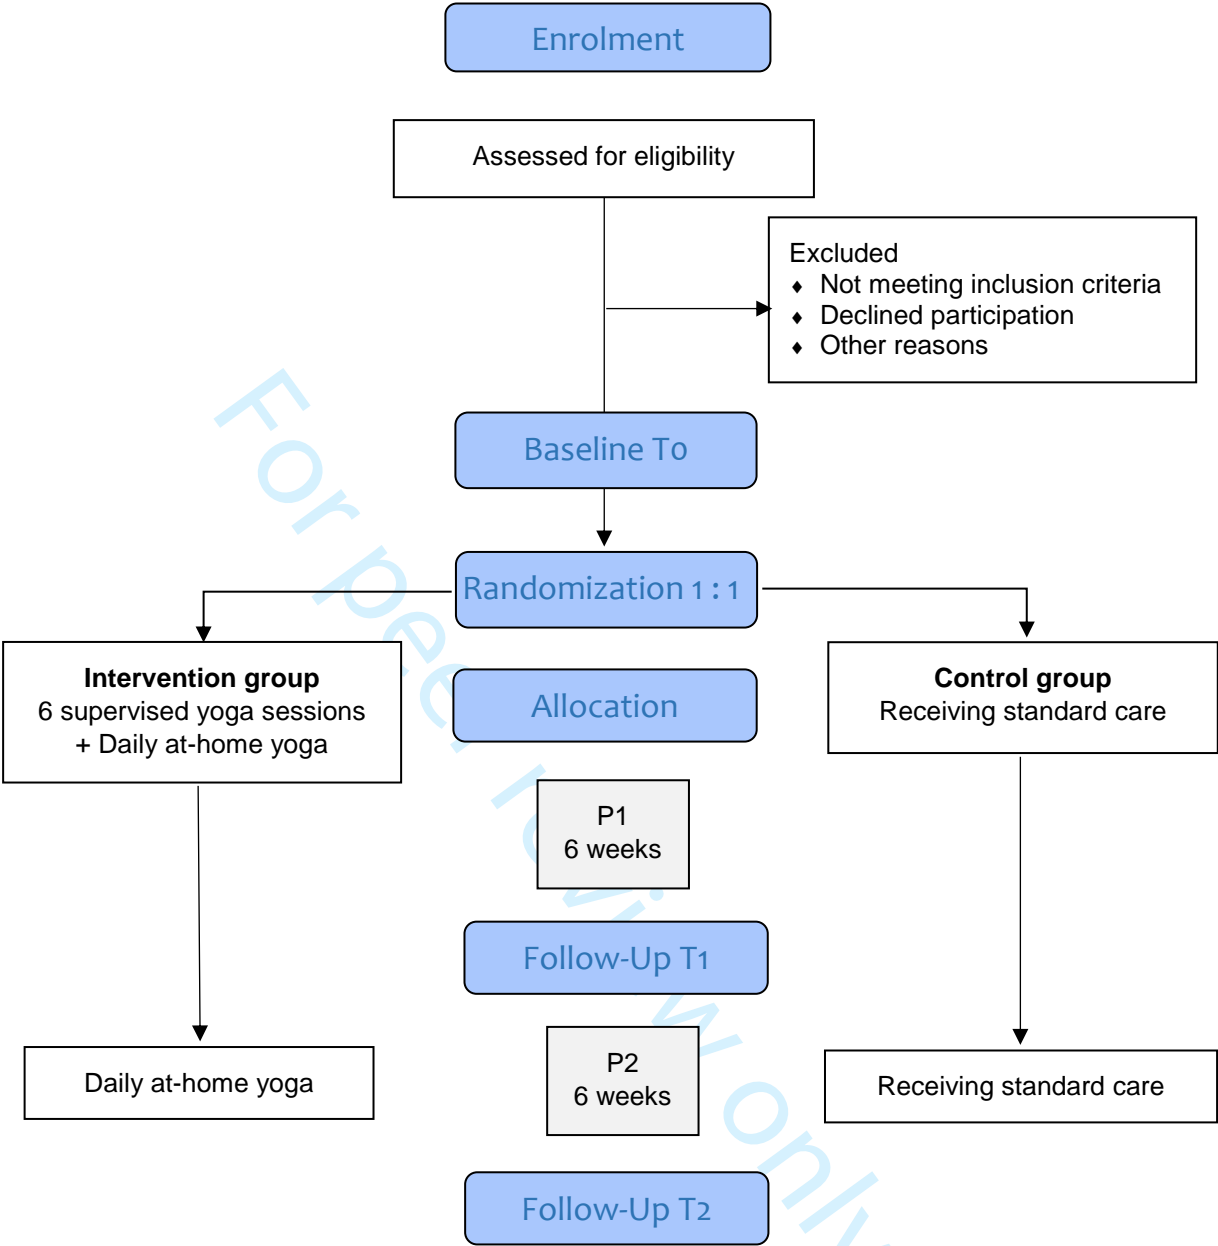 Enrolment
Assessed for eligibility
Excluded
♦ Not meeting inclusion criteria
♦ Declined participation
♦ Other reasons
Baseline T0
Randomization 1 : 1
Intervention group
6 supervised yoga sessions
+ Daily at-home yoga
Allocation
Control group
Receiving standard care
P1
6 weeks
Follow-Up T1
Daily at-home yoga
P2
6 weeks
Receiving standard care
Follow-Up T2
For peer review only